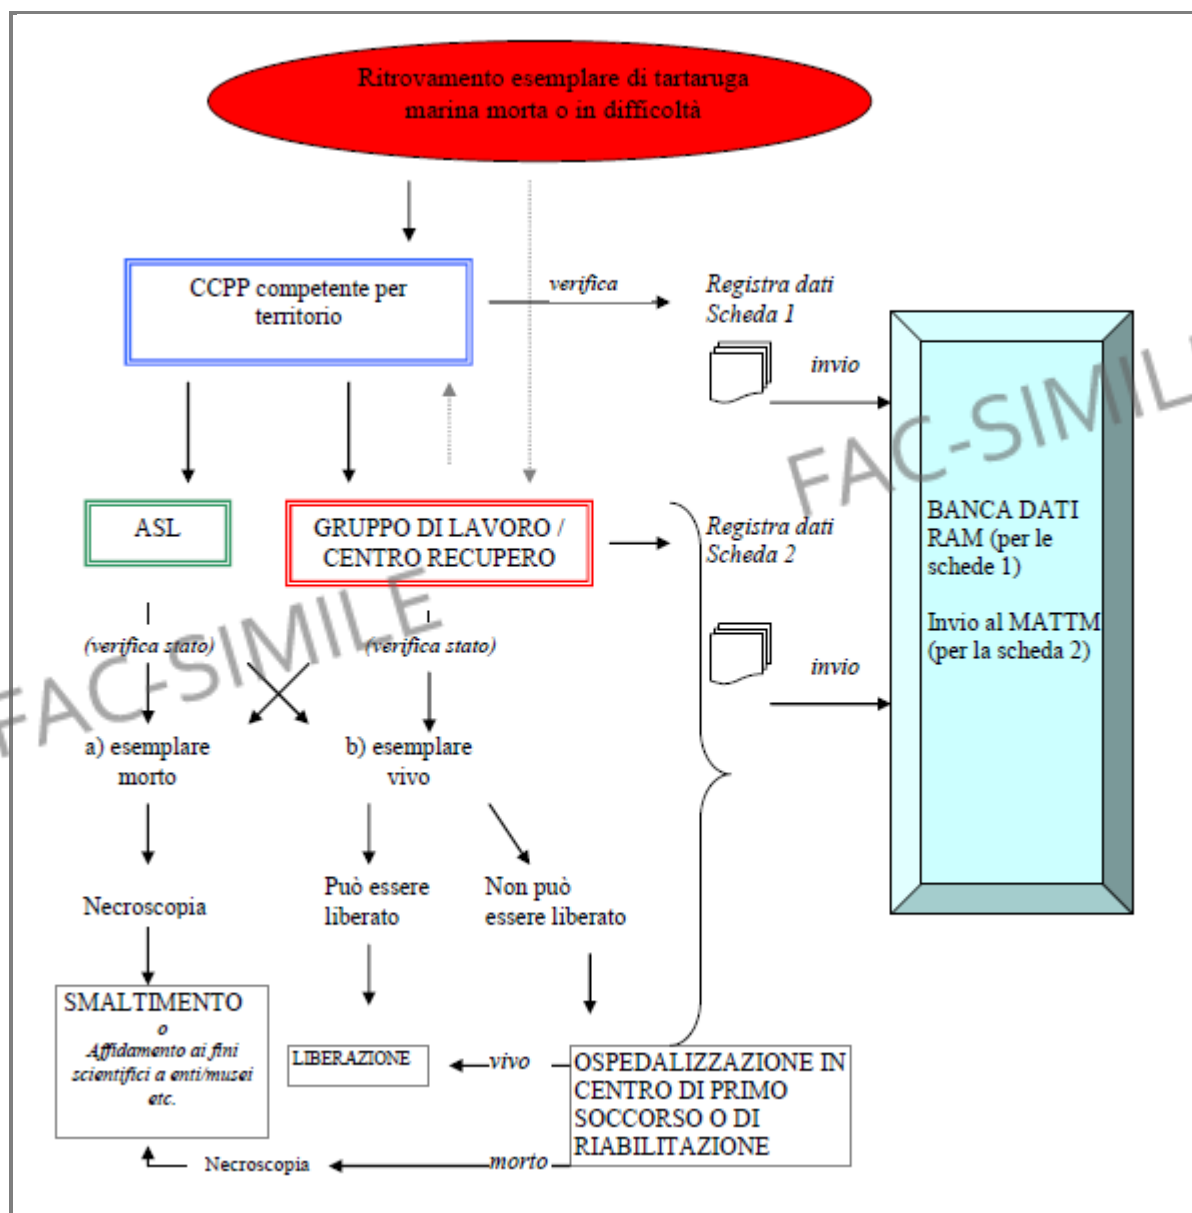 Ritrovamento esemplare di tartaruga
marina morta o in difficoltà
CCPP competente per
territorio
verifica
Registra dati
Scheda 1
invio
FAC-SIMILE
BANCA DATI
RAM (per le
schede 1)
Invio al MATTM
(per la scheda 2)
ASL
GRUPPO DI LAVORO /
CENTRO RECUPERO
Registra dati
Scheda 2
invio
FAC-SIMILE
(verifica stato)
(verifica stato)
a) esemplare
morto
b) esemplare
vivo
Necroscopia
Può essere
liberato
Non può
essere liberato
SMALTIMENTO
o
Affidamento ai fini
scientifici a enti/musei
etc.
LIBERAZIONE
vivo
OSPEDALIZZAZIONE IN
CENTRO DI PRIMO
SOCCORSO O DI
RIABILITAZIONE
Necroscopia
morto